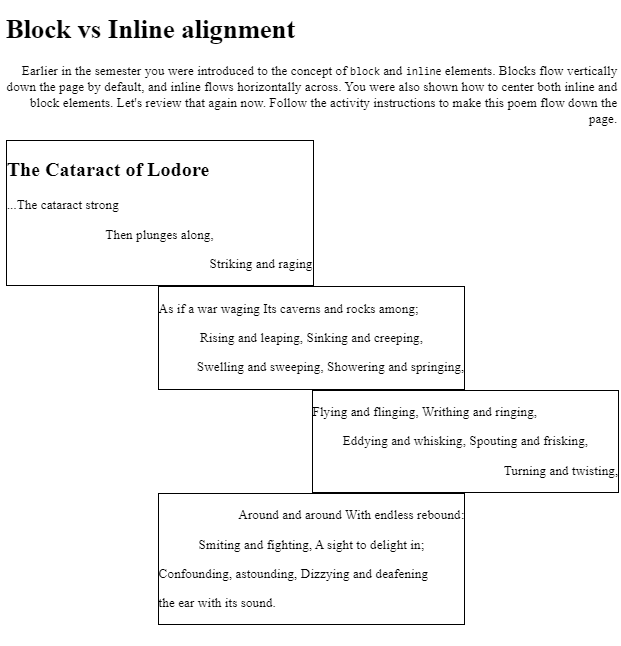 Block vs Inline alignment
Earlier in the semester you were introduced to the concept of block and inline elements. Blocks flow vertically
down the page by default, and inline flows horizontally across. You were also shown how to center both inline and
block elements. Let's review that again now. Follow the activity instructions to make this poem flow down the
page.
The Cataract of Lodore
...The cataract strong
Then plunges along,
Striking and raging
As if a war waging Its caverns and rocks among;
Rising and leaping, Sinking and creeping,
Swelling and sweeping, Showering and springing,
Flying and flinging, Writhing and ringing,
Eddying and whisking, Spouting and frisking,
Turning and twisting,
Around and around With endless rebound:
Smiting and fighting, A sight to delight in;
Confounding, astounding, Dizzying and deafening
the ear with its sound.